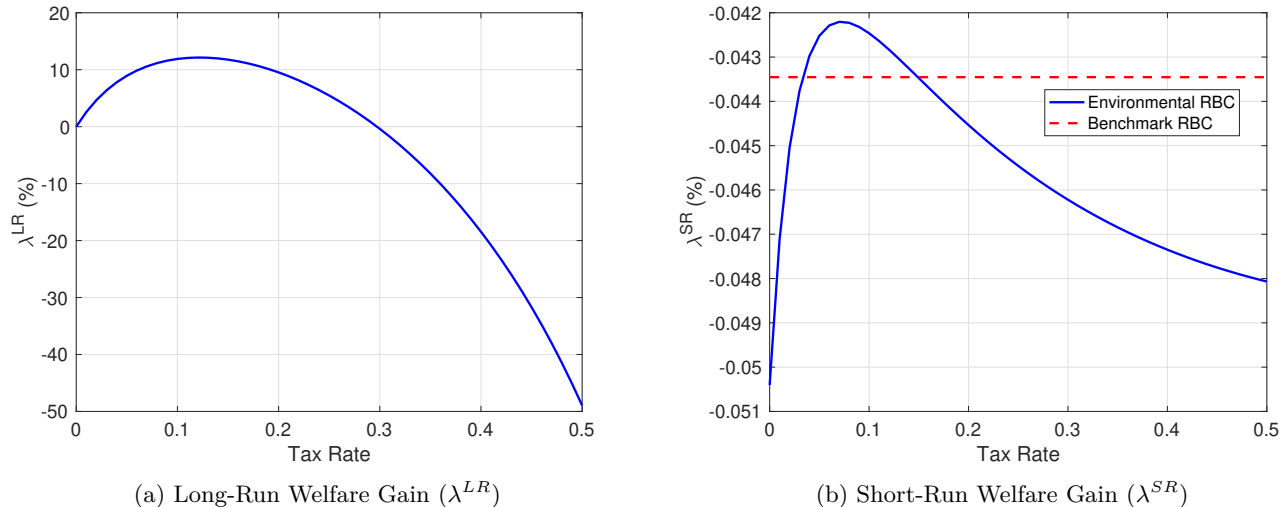 20
10
0
-10
-20
-30
-40
-50
λ^LR (%)
0 0.1 0.2 0.3 0.4 0.5
Tax Rate
(a) Long-Run Welfare Gain (λ^LR)
-0.042
-0.043
-0.044
-0.045
-0.046
-0.047
-0.048
-0.049
-0.05
-0.051
λ^SR (%)
Environmental RBC
Benchmark RBC
0 0.1 0.2 0.3 0.4 0.5
Tax Rate
(b) Short-Run Welfare Gain (λ^SR)